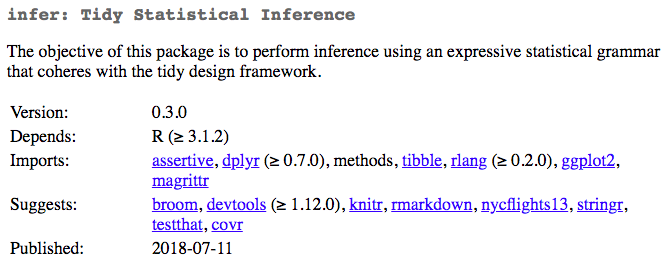 infer: Tidy Statistical Inference
The objective of this package is to perform inference using an expressive statistical grammar
that coheres with the tidy design framework.
Version: 0.3.0
Depends: R (≥ 3.1.2)
Imports: assertive, dplyr (≥ 0.7.0), methods, tibble, rlang (≥ 0.2.0), ggplot2,
magrittr
Suggests: broom, devtools (≥ 1.12.0), knitr, rmarkdown, nycflights13, stringr,
testthat, covr
Published: 2018-07-11